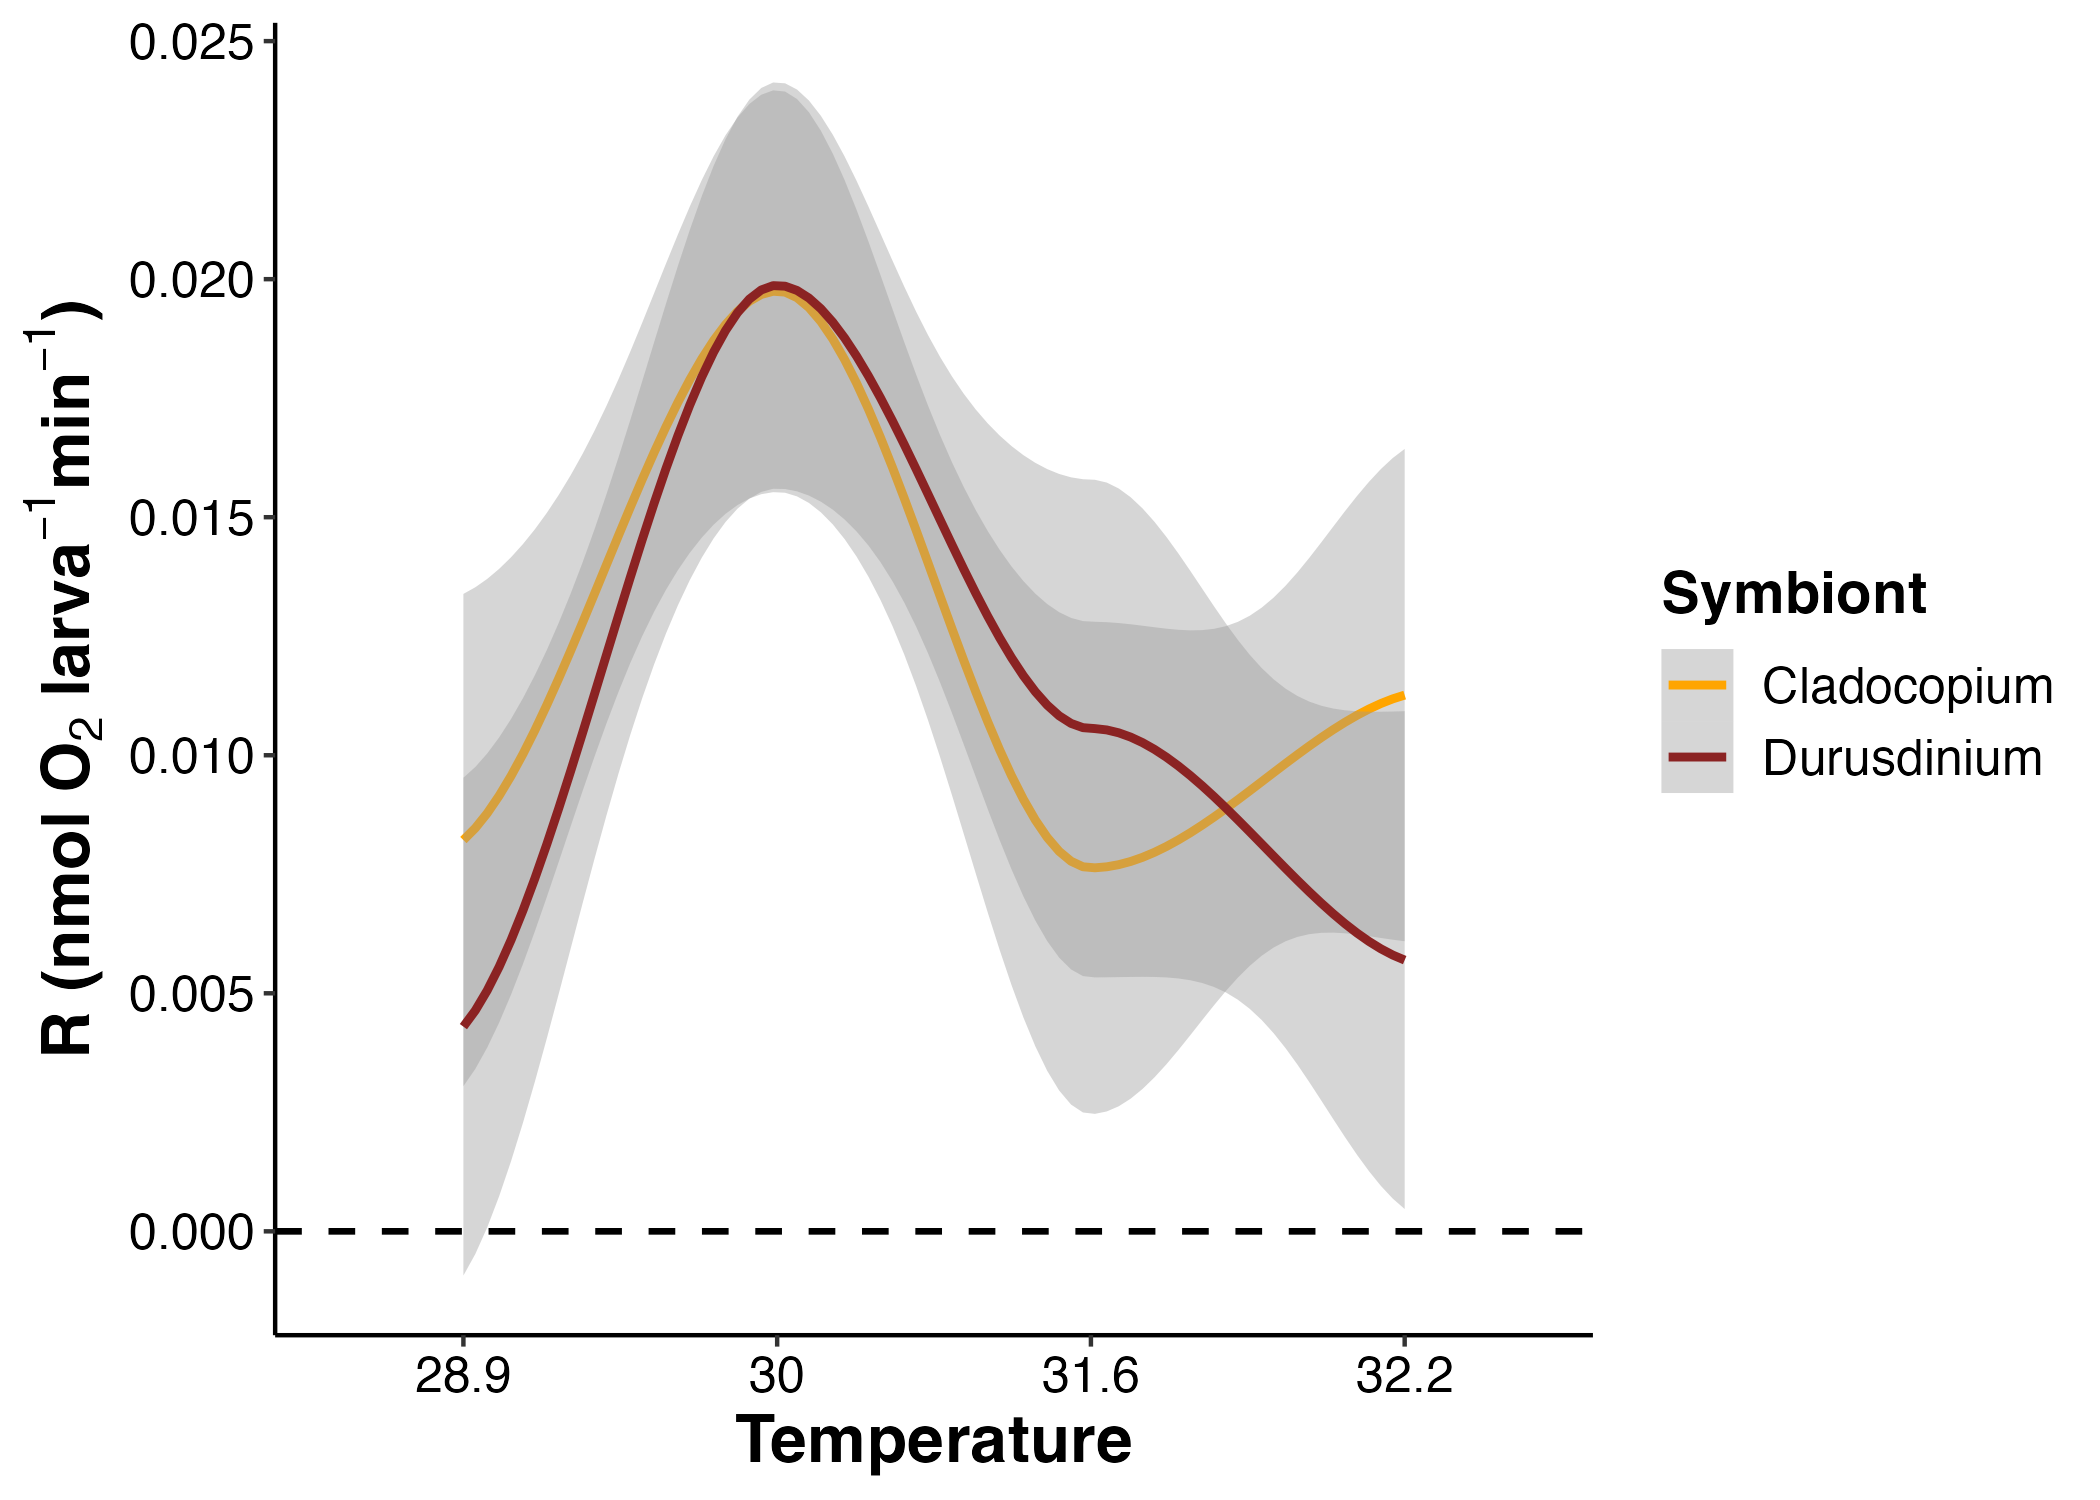 R (nmol O₂ larva⁻¹min⁻¹)
0.025
0.020
0.015
0.010
0.005
0.000
28.9 30 31.6 32.2
Temperature
Symbiont
Cladocopium
Durusdinium